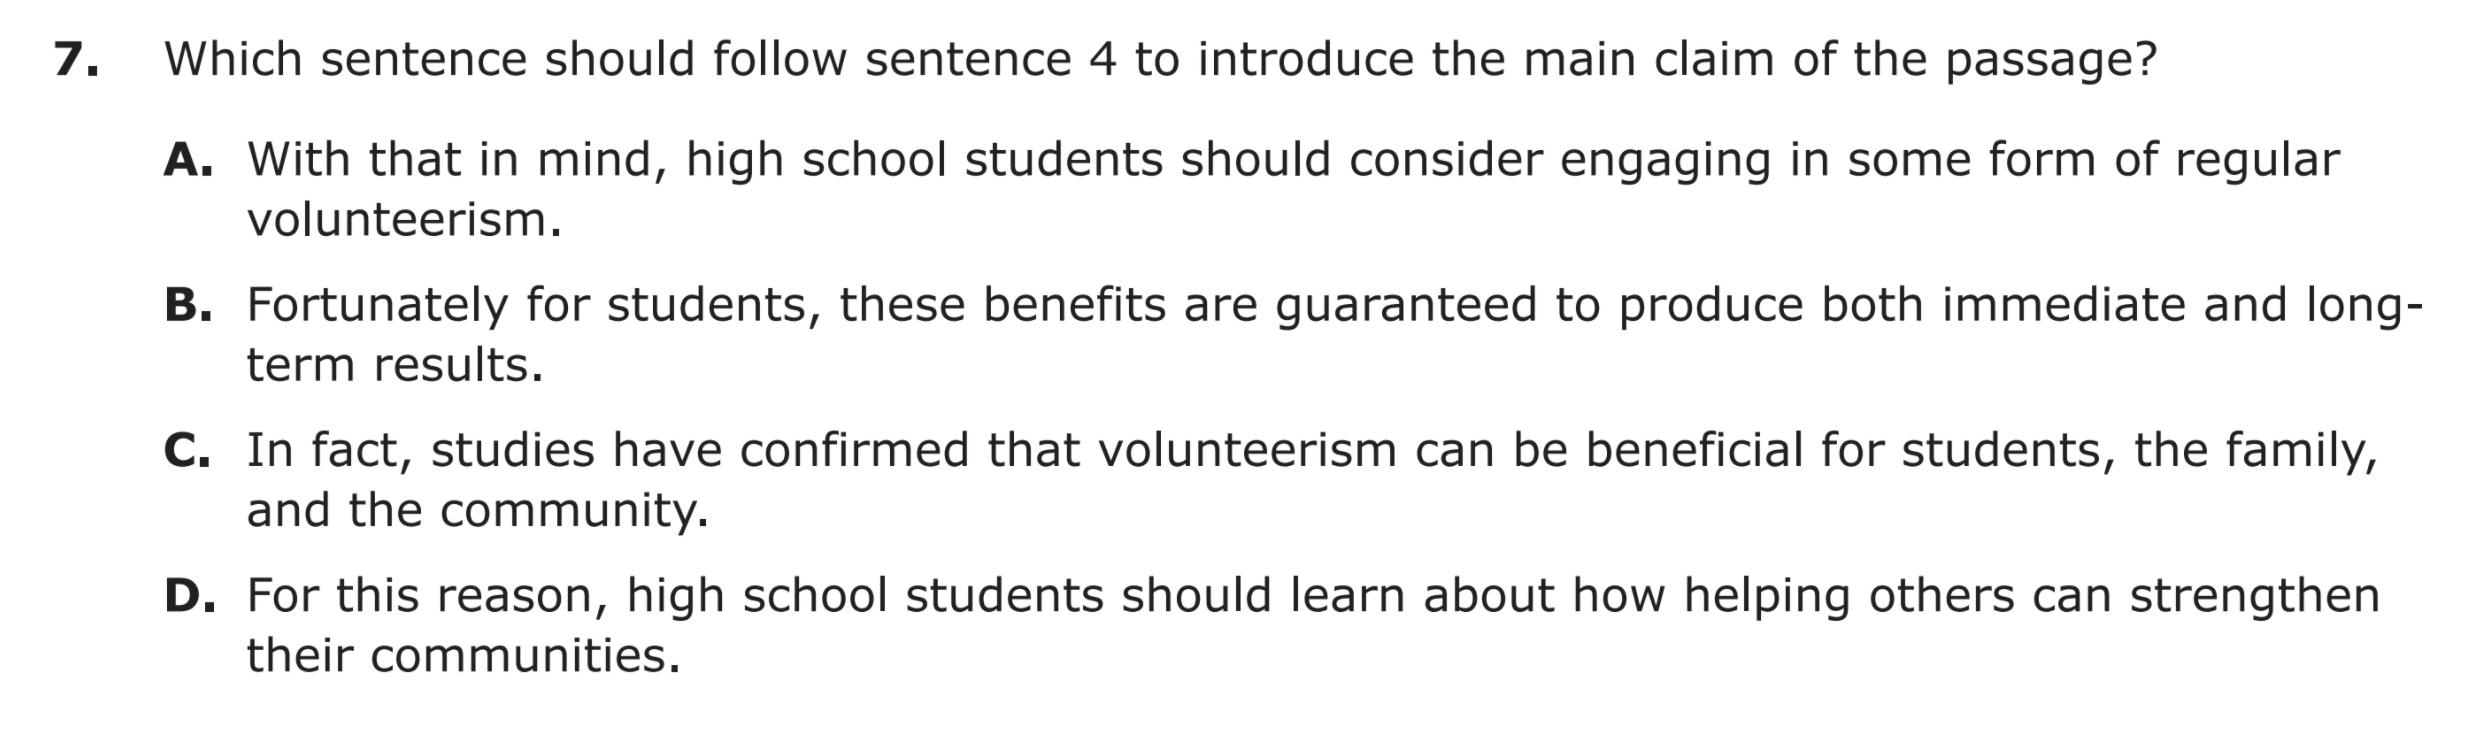 7. Which sentence should follow sentence 4 to introduce the main claim of the passage?
A. With that in mind, high school students should consider engaging in some form of regular
volunteerism.
B. Fortunately for students, these benefits are guaranteed to produce both immediate and long-
term results.
C. In fact, studies have confirmed that volunteerism can be beneficial for students, the family,
and the community.
D. For this reason, high school students should learn about how helping others can strengthen
their communities.